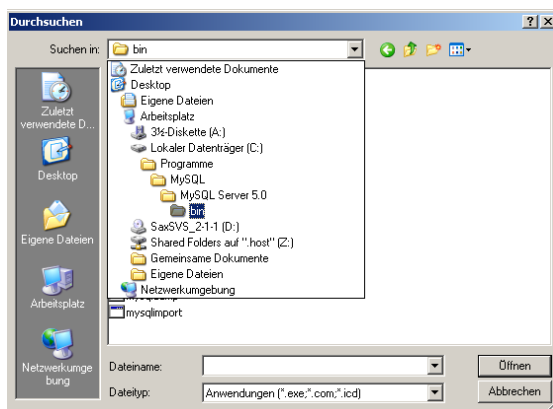 Durchsuchen
Suchen in:
bin
Zuletzt verwendete Dokumente
Desktop
Eigene Dateien
Arbeitsplatz
3½-Diskette (A:)
Lokaler Datenträger (C:)
Programme
MySQL
MySQL Server 5.0
bin
SaxSVS_2-1-1 (D:)
Shared Folders auf ".host" (Z:)
Gemeinsame Dokumente
Eigene Dateien
Netzwerkumgebung
mysqlimport
Zuletzt
verwendete D...
Desktop
Eigene Dateien
Arbeitsplatz
Netzwerkumge
bung
Dateiname:
Öffnen
Dateityp:
Anwendungen (*.exe;*.com;*.icd)
Abbrechen